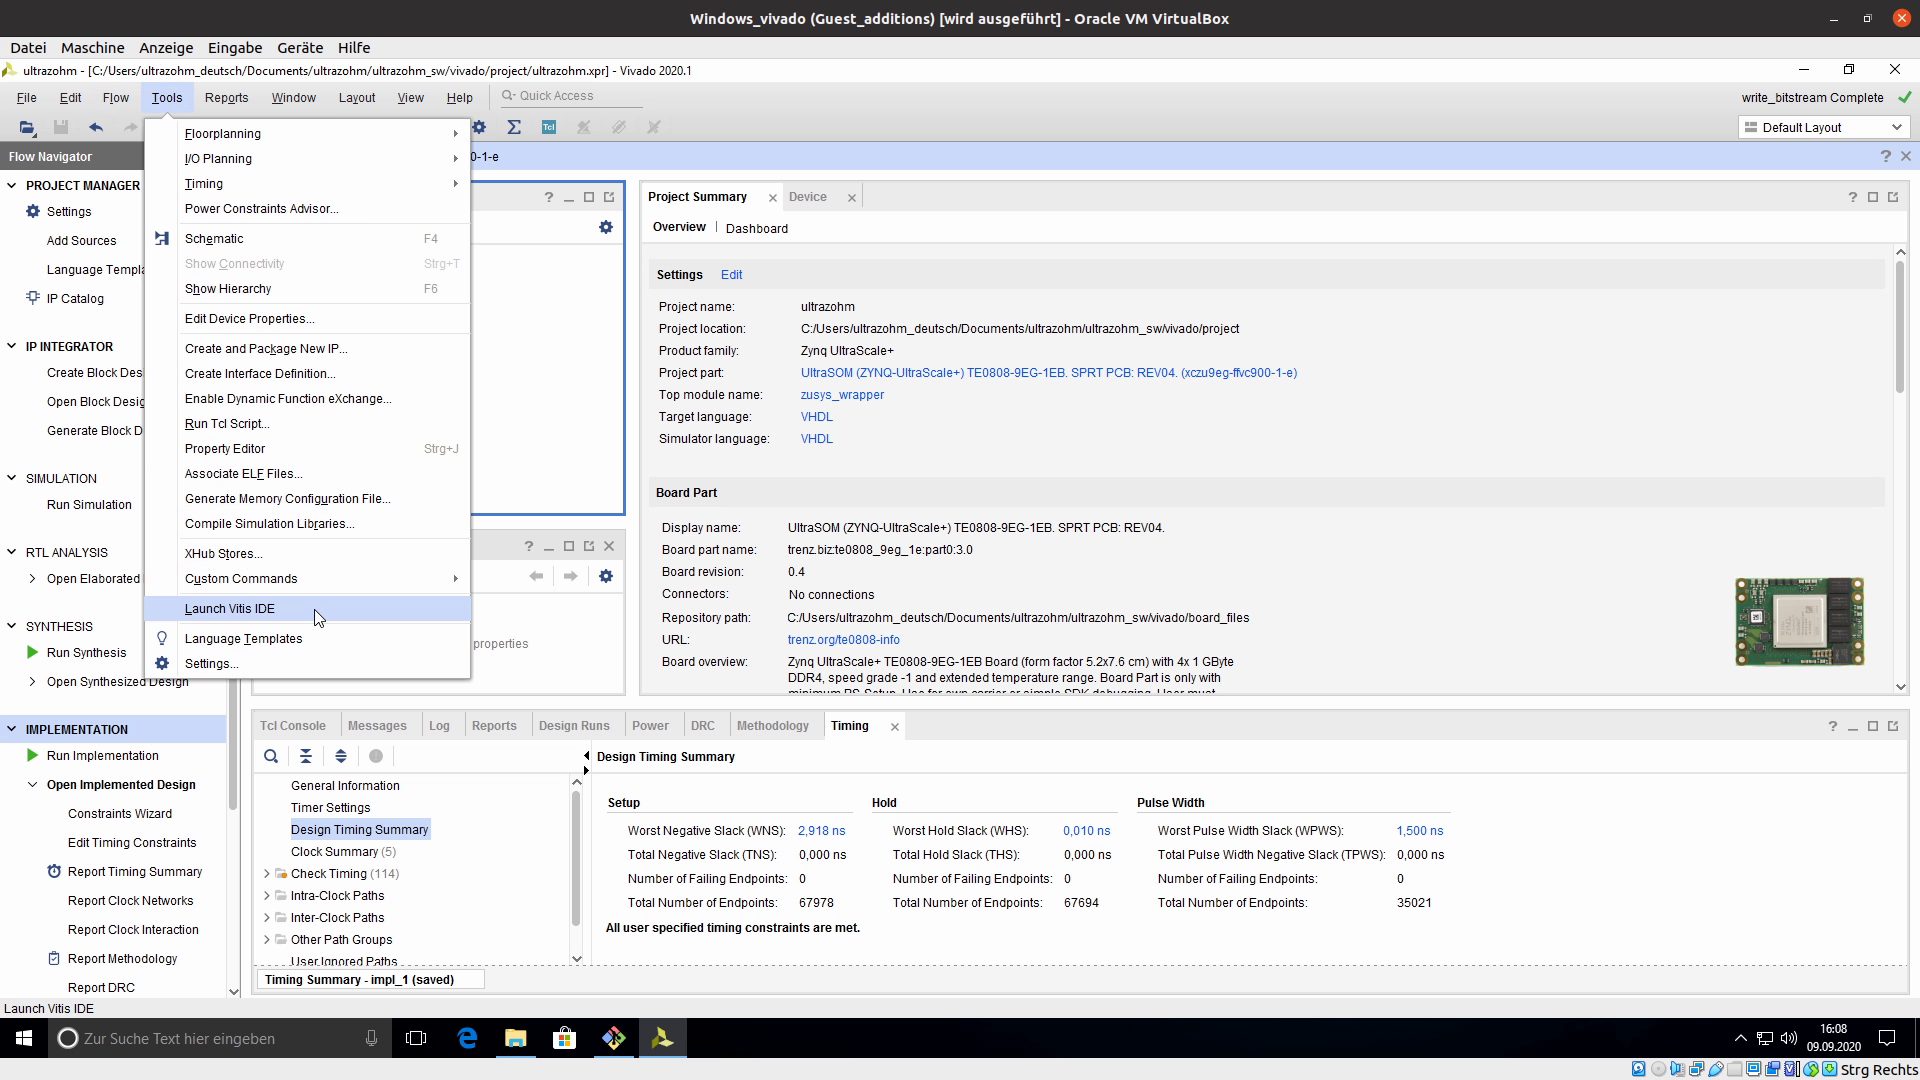 Windows_vivado (Guest_additions) [wird ausgeführt] - Oracle VM VirtualBox
Datei Maschine Anzeige Eingabe Geräte Hilfe
ultrazohm - [C:/Users/ultrazohm_deutsch/Documents/ultrazohm/ultrazohm_sw/vivado/project/ultrazohm.xpr] - Vivado 2020.1
File Edit Flow Tools Reports Window Layout View Help Quick Access
write_bitstream Complete
Default Layout
Flow Navigator
0-1-e
PROJECT MANAGER
Settings
Add Sources
Language Templa
IP Catalog
IP INTEGRATOR
Create Block Des
Open Block Desig
Generate Block D
SIMULATION
Run Simulation
RTL ANALYSIS
Open Elaborated
SYNTHESIS
Run Synthesis
Open Synthesized Design
IMPLEMENTATION
Run Implementation
Open Implemented Design
Constraints Wizard
Edit Timing Constraints
Report Timing Summary
Report Clock Networks
Report Clock Interaction
Report Methodology
Report DRC
Floorplanning
I/O Planning
Timing
Power Constraints Advisor...
Schematic F4
Show Connectivity Strg+T
Show Hierarchy F6
Edit Device Properties...
Create and Package New IP...
Create Interface Definition...
Enable Dynamic Function eXchange...
Run Tcl Script...
Property Editor Strg+J
Associate ELF Files...
Generate Memory Configuration File...
Compile Simulation Libraries...
XHub Stores...
Custom Commands
Launch Vitis IDE
Language Templates
Settings...
properties
Project Summary Device
Overview | Dashboard
Settings Edit
Project name: ultrazohm
Project location: C:/Users/ultrazohm_deutsch/Documents/ultrazohm/ultrazohm_sw/vivado/project
Product family: Zynq UltraScale+
Project part: UltraSOM (ZYNQ-UltraScale+) TE0808-9EG-1EB. SPRT PCB: REV04. (xczu9eg-ffvc900-1-e)
Top module name: zusys_wrapper
Target language: VHDL
Simulator language: VHDL
Board Part
Display name: UltraSOM (ZYNQ-UltraScale+) TE0808-9EG-1EB. SPRT PCB: REV04.
Board part name: trenz.biz:te0808_9eg_1e:part0:3.0
Board revision: 0.4
Connectors: No connections
Repository path: C:/Users/ultrazohm_deutsch/Documents/ultrazohm/ultrazohm_sw/vivado/board_files
URL: trenz.org/te0808-info
Board overview: Zynq UltraScale+ TE0808-9EG-1EB Board (form factor 5.2x7.6 cm) with 4x 1 GByte
DDR4, speed grade -1 and extended temperature range. Board Part is only with
minimum PS-Setup. Use for own carrier or simple SDK debugging. User must
Tcl Console Messages Log Reports Design Runs Power DRC Methodology Timing
General Information
Timer Settings
Design Timing Summary
Clock Summary (5)
Check Timing (114)
Intra-Clock Paths
Inter-Clock Paths
Other Path Groups
User Ignored Paths
Design Timing Summary
Setup Hold Pulse Width
Worst Negative Slack (WNS): 2,918 ns Worst Hold Slack (WHS): 0,010 ns Worst Pulse Width Slack (WPWS): 1,500 ns
Total Negative Slack (TNS): 0,000 ns Total Hold Slack (THS): 0,000 ns Total Pulse Width Negative Slack (TPWS): 0,000 ns
Number of Failing Endpoints: 0 Number of Failing Endpoints: 0 Number of Failing Endpoints: 0
Total Number of Endpoints: 67978 Total Number of Endpoints: 67694 Total Number of Endpoints: 35021
All user specified timing constraints are met.
Timing Summary - impl_1 (saved)
Launch Vitis IDE
Zur Suche Text hier eingeben
16:08
09.09.2020
Strg Rechts